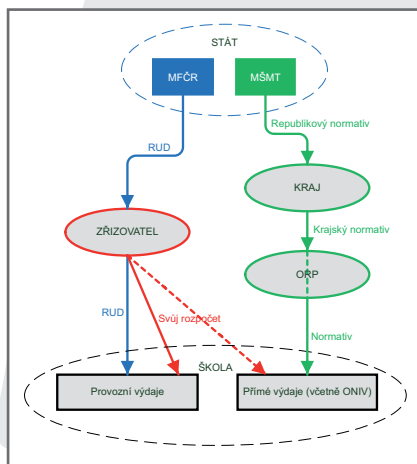 STÁT
MFČR
MŠMT
Republikový normativ
RUD
KRAJ
ZŘIZOVATEL
Krajský normativ
ORP
RUD
Svůj rozpočet
Normativ
ŠKOLA
Provozní výdaje
Přímé výdaje (včetně ONIV)